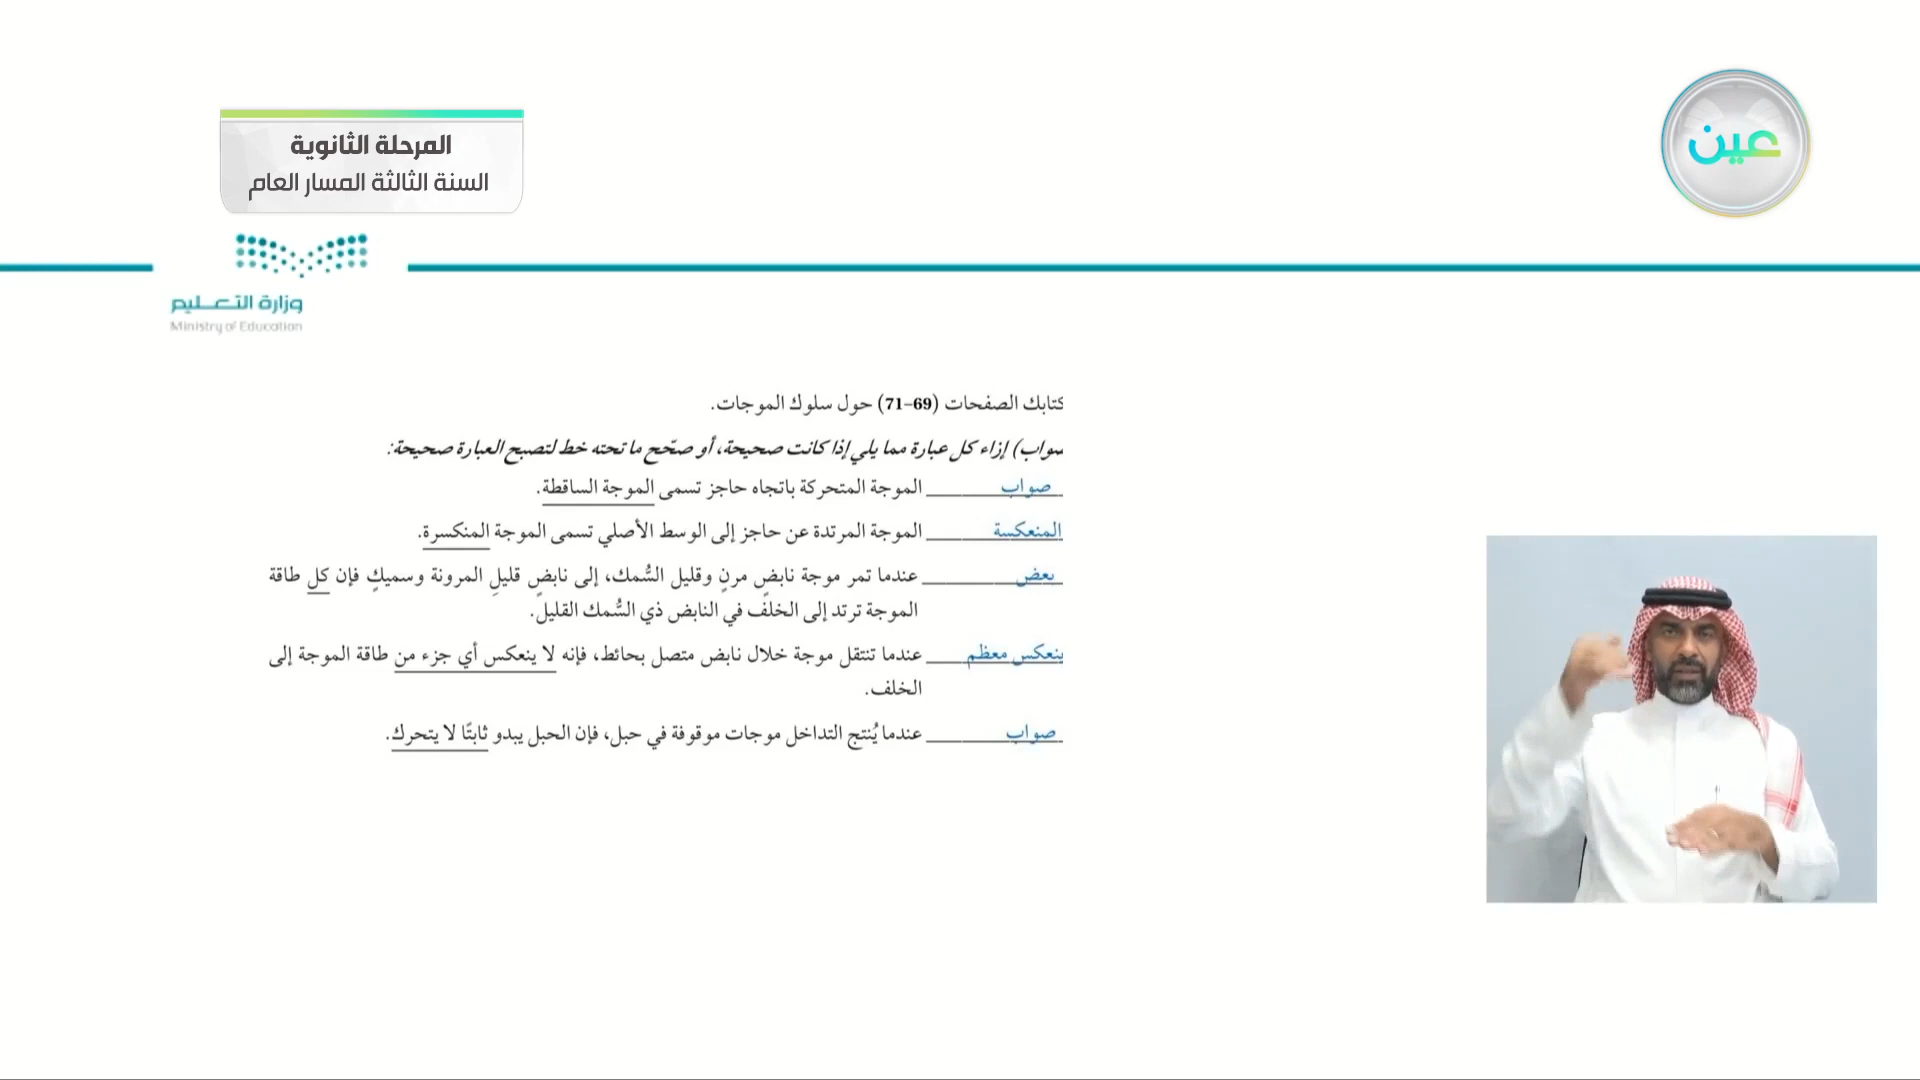 المرحلة الثانوية
السنة الثالثة المسار العام
عين
وزارة التعليم
Ministry of Education
كتابك الصفحات (69-71) حول سلوك الموجات.
صواب) إزاء كل عبارة مما يلي إذا كانت صحيحة، أو صحّح ما تحته خط لتصبح العبارة صحيحة:
صواب الموجة المتحركة باتجاه حاجز تسمى الموجة الساقطة.
المنعكسة الموجة المرتدة عن حاجز إلى الوسط الأصلي تسمى الموجة المنكسرة.
بعض عندما تمر موجة نابضٍ مرنٍ وقليل السُّمك، إلى نابضٍ قليلِ المرونة وسميكٍ فإن كل طاقة
الموجة ترتد إلى الخلف في النابض ذي السُّمك القليل.
ينعكس معظم عندما تنتقل موجة خلال نابض متصل بحائط، فإنه لا ينعكس أي جزء من طاقة الموجة إلى
الخلف.
صواب عندما يُنتج التداخل موجات موقوفة في حبل، فإن الحبل يبدو ثابتًا لا يتحرك.